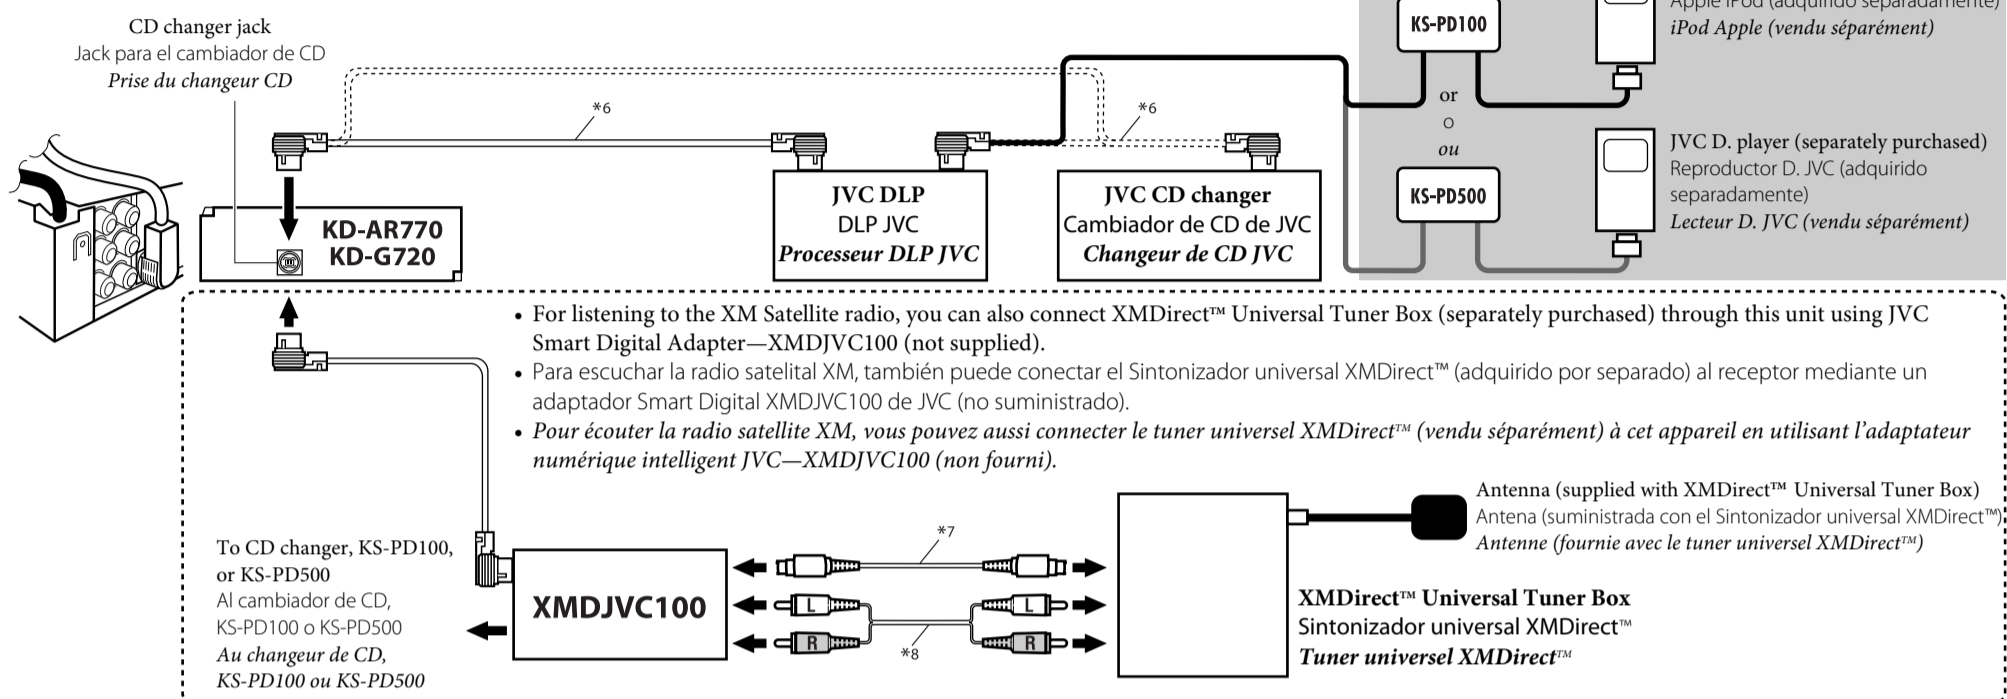 CD changer jack
Jack para el cambiador de CD
Prise du changeur CD
*6
*6
KD-AR770
KD-G720
JVC DLP
DLP JVC
Processeur DLP JVC
JVC CD changer
Cambiador de CD de JVC
Changeur de CD JVC
KS-PD100
or
o
ou
KS-PD500
Apple iPod (adquirido separadamente)
iPod Apple (vendu séparément)
JVC D. player (separately purchased)
Reproductor D. JVC (adquirido
separadamente)
Lecteur D. JVC (vendu séparément)
• For listening to the XM Satellite radio, you can also connect XMDirect™ Universal Tuner Box (separately purchased) through this unit using JVC
Smart Digital Adapter—XMDJVC100 (not supplied).
• Para escuchar la radio satelital XM, también puede conectar el Sintonizador universal XMDirect™ (adquirido por separado) al receptor mediante un
adaptador Smart Digital XMDJVC100 de JVC (no suministrado).
• Pour écouter la radio satellite XM, vous pouvez aussi connecter le tuner universel XMDirect™ (vendu séparément) à cet appareil en utilisant l’adaptateur
numérique intelligent JVC—XMDJVC100 (non fourni).
To CD changer, KS-PD100,
or KS-PD500
Al cambiador de CD,
KS-PD100 o KS-PD500
Au changeur de CD,
KS-PD100 ou KS-PD500
XMDJVC100
*7
L
L
R
R
*8
Antenna (supplied with XMDirect™ Universal Tuner Box)
Antena (suministrada con el Sintonizador universal XMDirect™)
Antenne (fournie avec le tuner universel XMDirect™)
XMDirect™ Universal Tuner Box
Sintonizador universal XMDirect™
Tuner universel XMDirect™